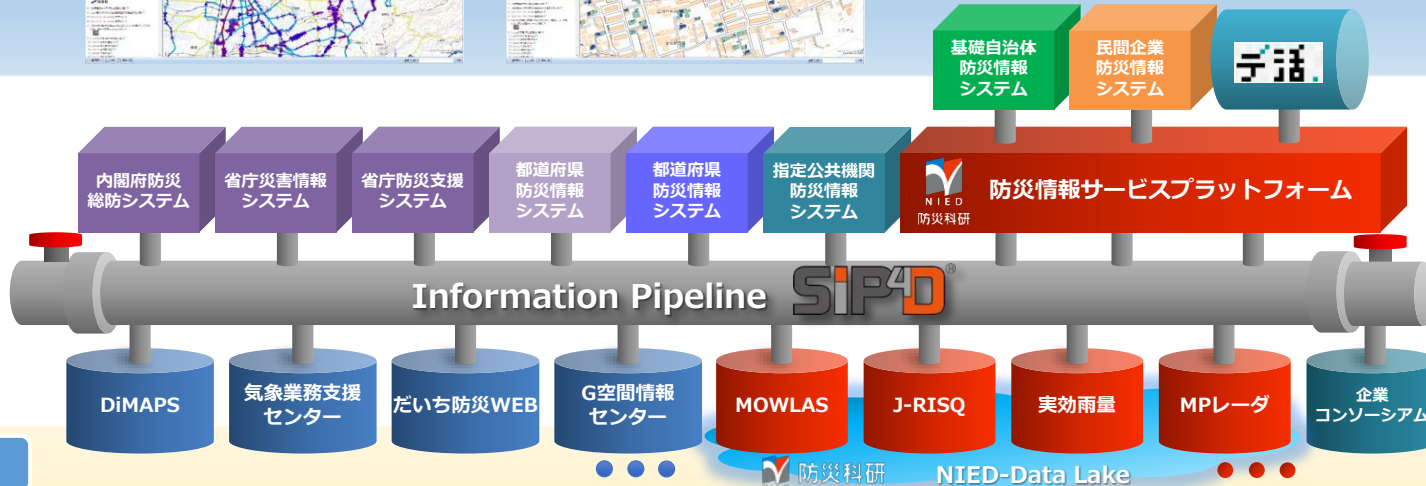 基礎自治体
防災情報
システム
民間企業
防災情報
システム
デ活.
内閣府防災
総防システム
省庁災害情報
システム
省庁防災支援
システム
都道府県
防災情報
システム
都道府県
防災情報
システム
指定公共機関
防災情報
システム
NIED
防災科研
防災情報サービスプラットフォーム
Information Pipeline
SIP4D®
DiMAPS
気象業務支援
センター
だいち防災WEB
G空間情報
センター
MOWLAS
J-RISQ
実効雨量
MPレーダ
企業
コンソーシアム
防災科研
NIED-Data Lake